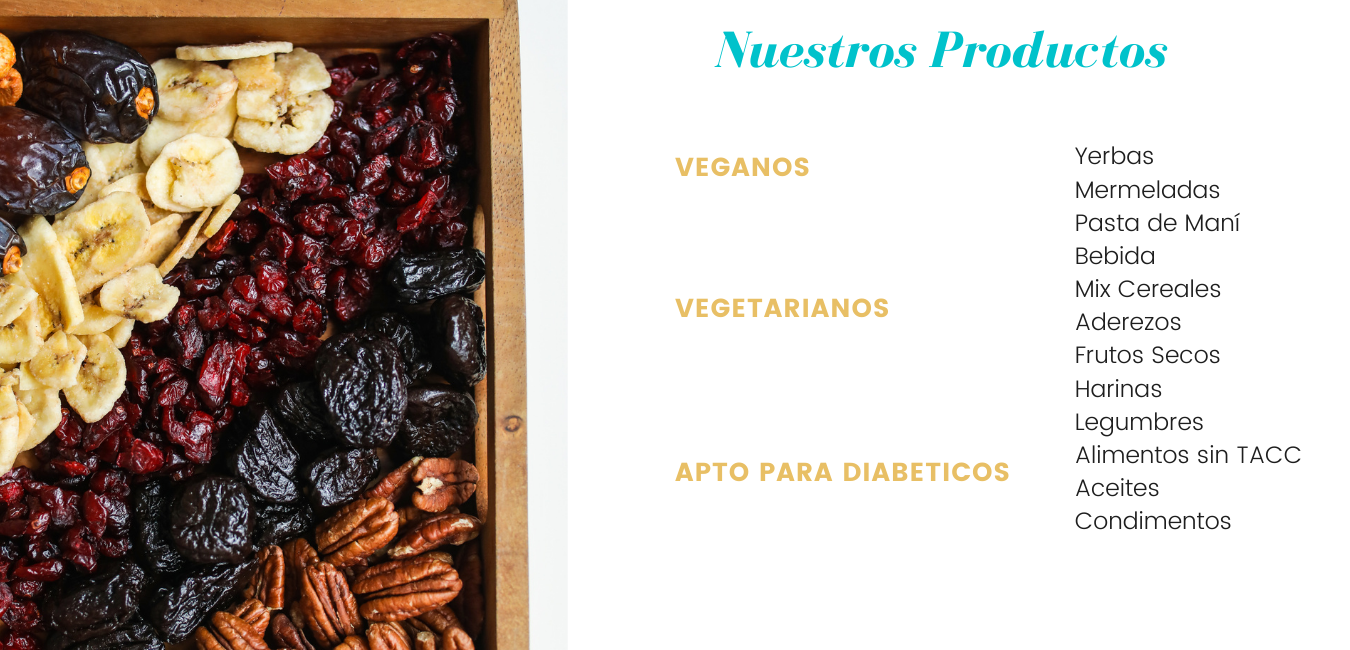 Nuestros Productos
VEGANOS
VEGETARIANOS
APTO PARA DIABETICOS
Yerbas
Mermeladas
Pasta de Maní
Bebida
Mix Cereales
Aderezos
Frutos Secos
Harinas
Legumbres
Alimentos sin TACC
Aceites
Condimentos